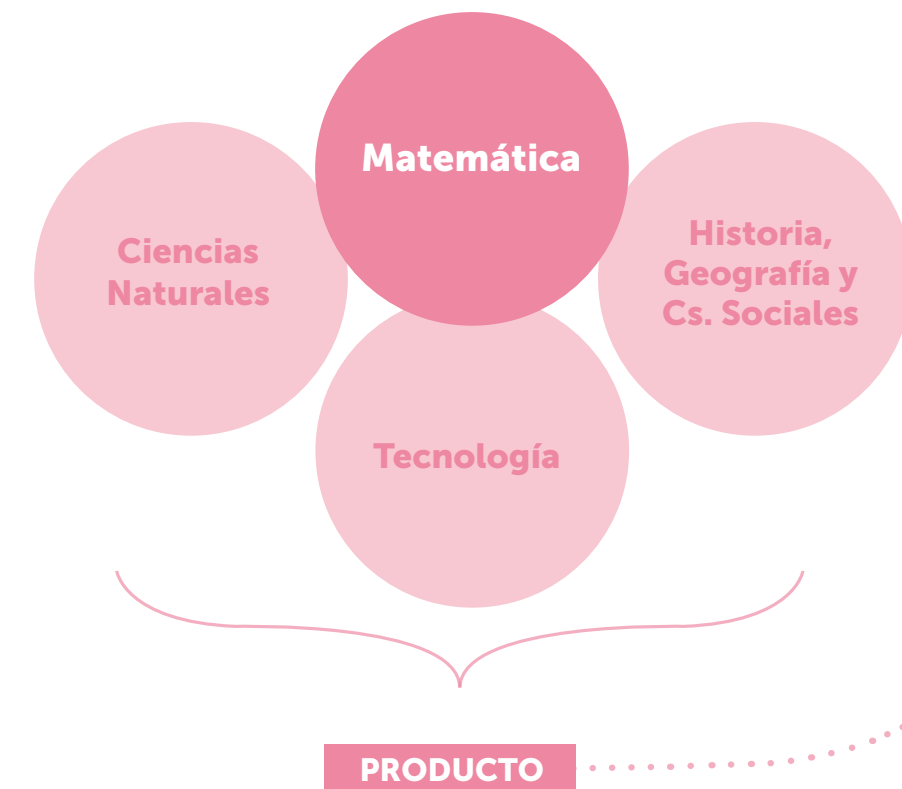 Matemática
Ciencias
Naturales
Historia,
Geografía y
Cs. Sociales
Tecnología
PRODUCTO